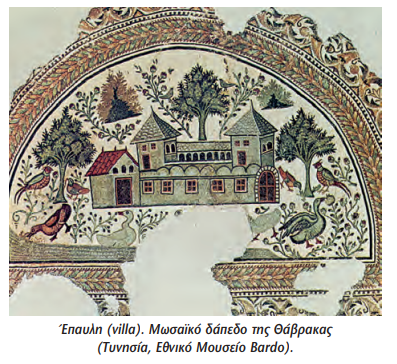 Έπαυλη (villa). Μωσαϊκό δάπεδο της Θάβρακας
(Τυνησία, Εθνικό Μουσείο Bardo).